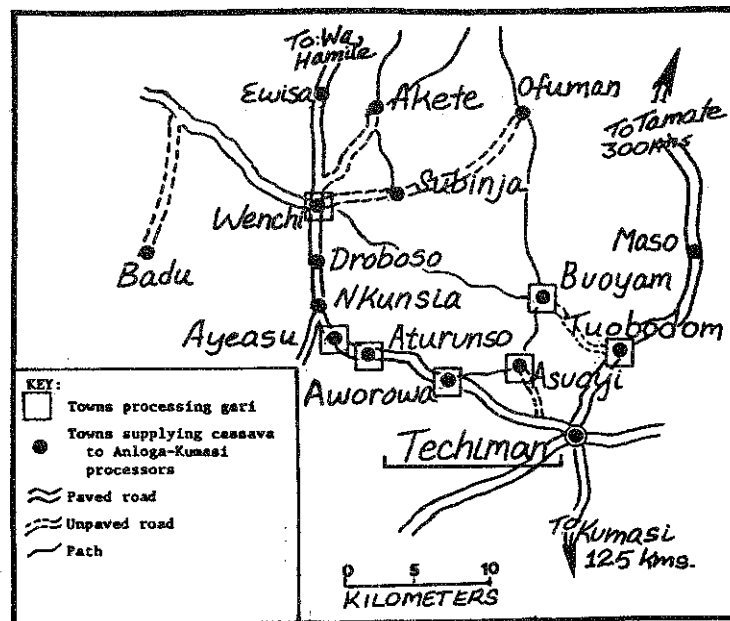 To: Wa,
Hamile
Ewisa
Akete
Ofuman
To Tamale
300kms
Subinja
Wenchi
Badu
Droboso
Maso
Nkunsia
Buoyam
Tuobodom
Ayeasu
Aturunso
Aworowa
Asuoyi
Techiman
To Kumasi
125 kms.
KEY:
Towns processing gari
Towns supplying cassava
to Anloga-Kumasi
processors
Paved road
Unpaved road
Path
0 5 10
KILOMETERS